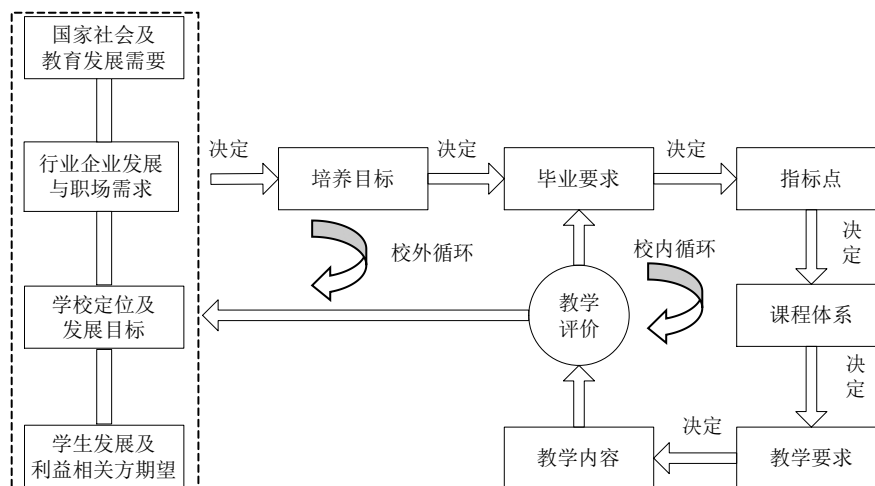 国家社会及
教育发展需要
行业企业发展
与职场需求
学校定位及
发展目标
学生发展及
利益相关方期望
决定
培养目标
决定
毕业要求
决定
指标点
决
定
校外循环
校内循环
教学
评价
课程体系
决
定
教学内容
决定
教学要求